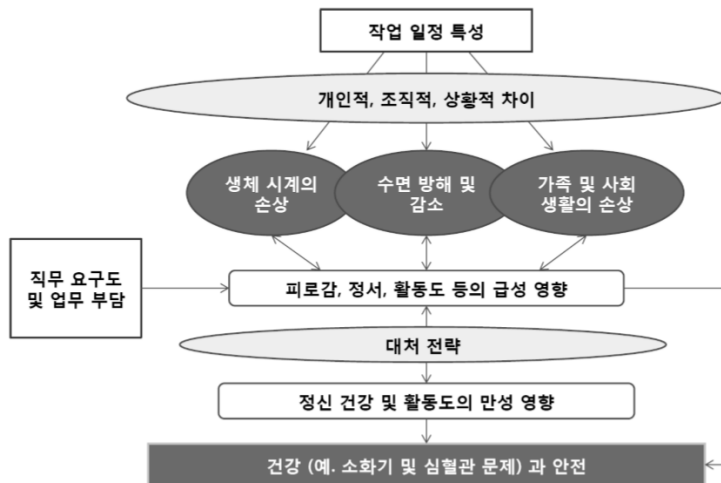 작업 일정 특성
개인적, 조직적, 상황적 차이
생체 시계의
손상
수면 방해 및
감소
가족 및 사회
생활의 손상
직무 요구도
및 업무 부담
피로감, 정서, 활동도 등의 급성 영향
대처 전략
정신 건강 및 활동도의 만성 영향
건강 (예. 소화기 및 심혈관 문제) 과 안전